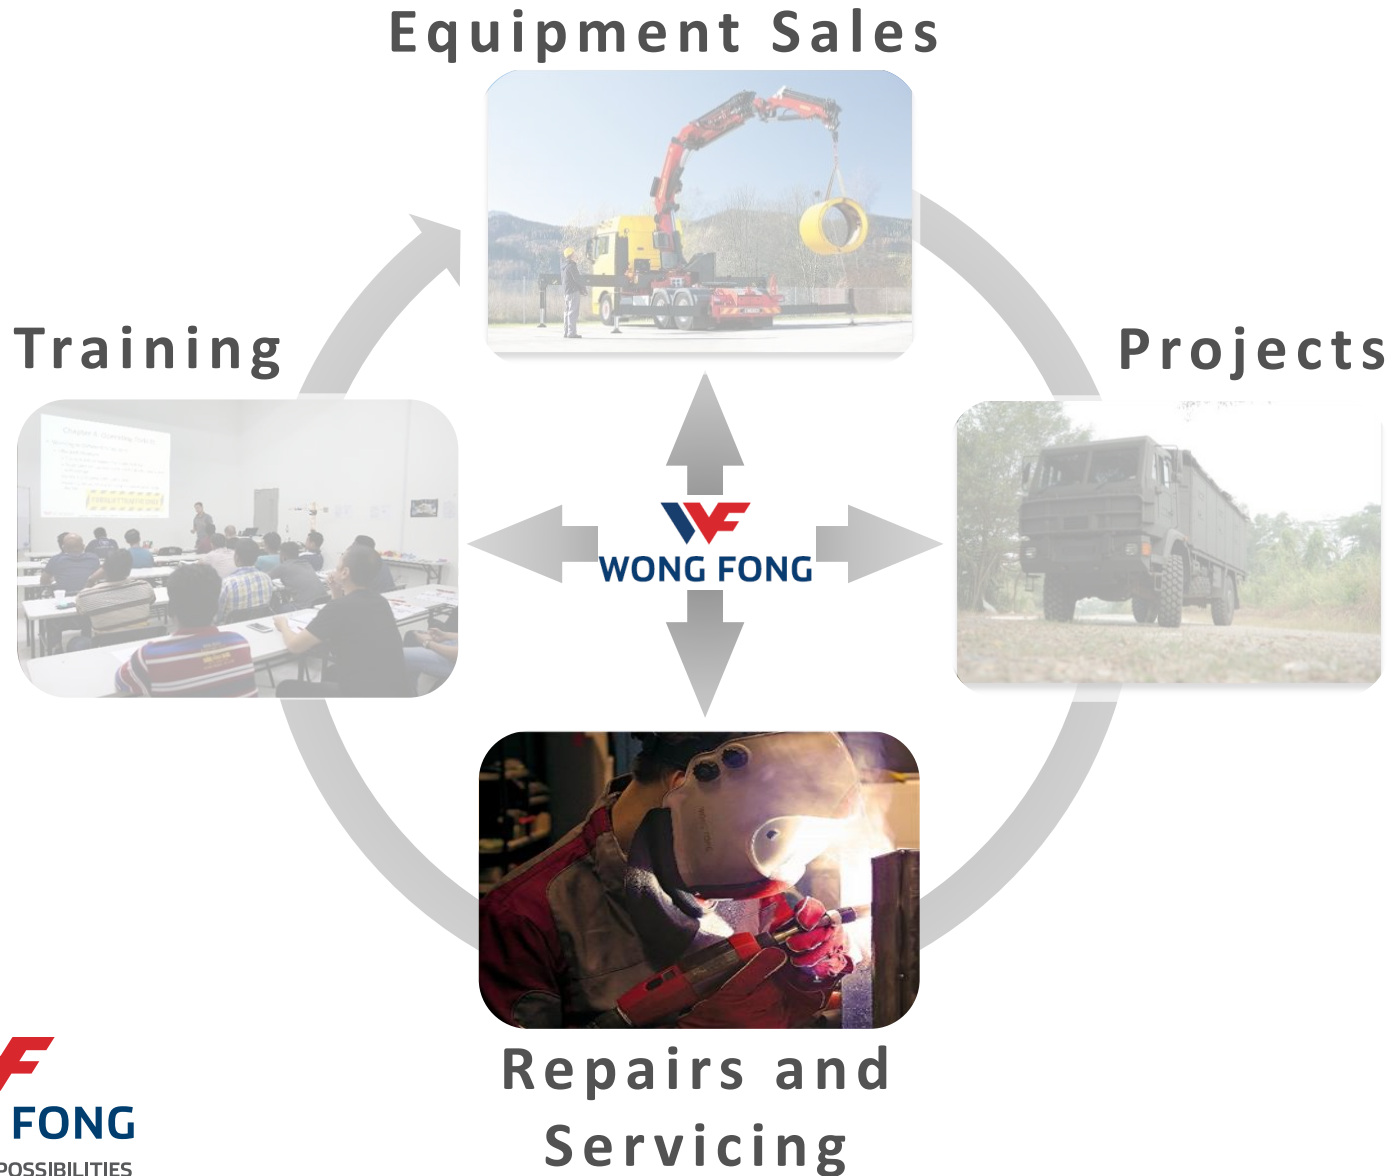 Equipment Sales
Training
Projects
WONG FONG
Repairs and
Servicing
FONG
POSSIBILITIES